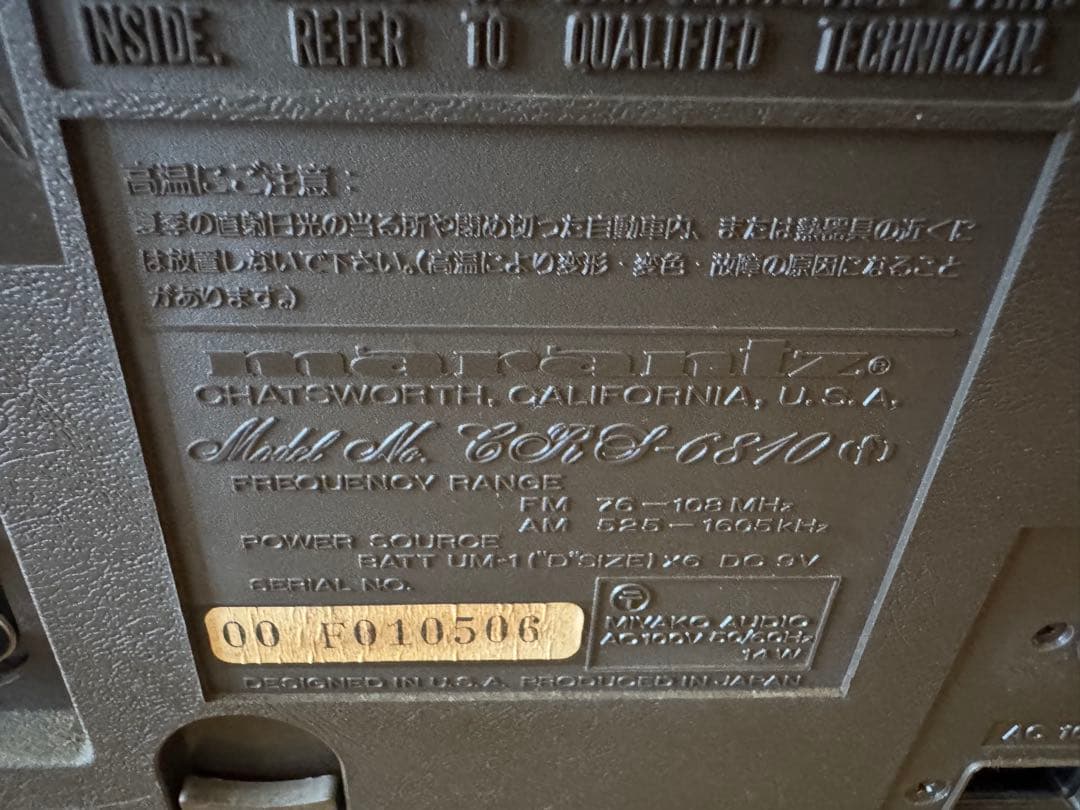 INSIDE. REFER TO QUALIFIED TECHNICIAN.
高温にご注意:
夏季の直射日光の当る所や閉め切った自動車内、または熱器具の近くに
は放置しないで下さい。(高温により変形・変色・故障の原因になること
があります。)
marantz®
CHATSWORTH, CALIFORNIA, U.S.A.
Model No. CRS-6810
FREQUENCY RANGE
FM 76-108MHz
AM 525-1605kHz
POWER SOURCE
BATT UM-1 ("D"SIZE) X6 DC 9V
SERIAL NO.
00 F010506
MIYAKO AUDIO
AC100V 50/60Hz
14W
DESIGNED IN U.S.A. PRODUCED IN JAPAN
AC